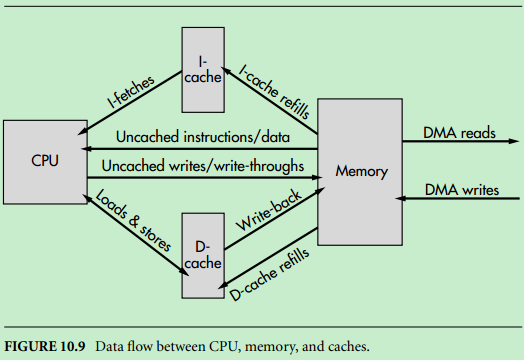 I-
cache
I-fetches
I-cache refills
Uncached instructions/data
DMA reads
CPU
Uncached writes/write-throughs
Memory
DMA writes
Loads & stores
Write-back
D-
cache
D-cache refills
FIGURE 10.9 Data flow between CPU, memory, and caches.